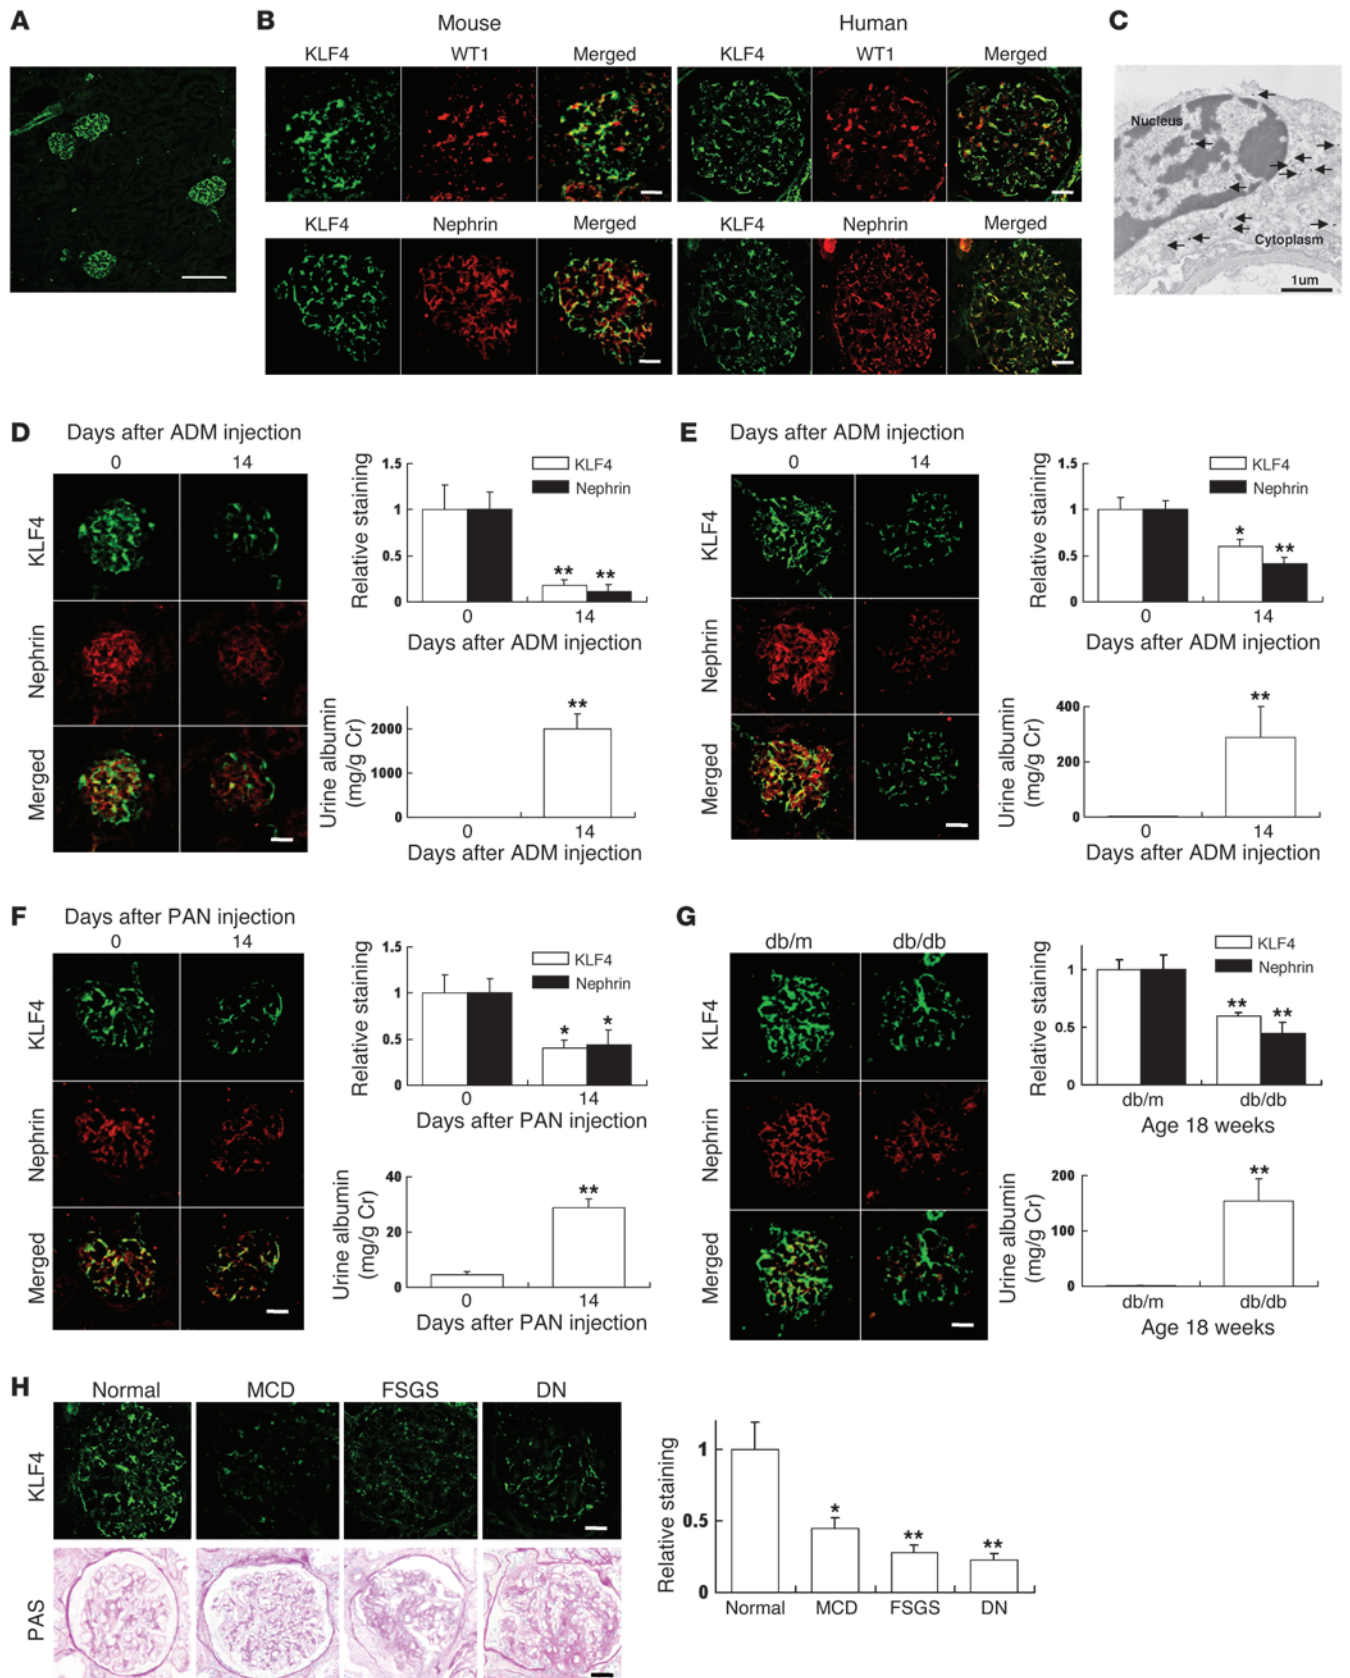 A
B
Mouse
Human
C
KLF4 WT1 Merged KLF4 WT1 Merged
Nucleus
Cytoplasm
1um
KLF4 Nephrin Merged KLF4 Nephrin Merged
D
Days after ADM injection
0 14
KLF4
Nephrin
Merged
Relative staining
1.5
1
0.5
0
KLF4
Nephrin
** **
0 14
Days after ADM injection
Urine albumin
(mg/g Cr)
2000
1000
0
**
0 14
Days after ADM injection
E
Days after ADM injection
0 14
KLF4
Nephrin
Merged
Relative staining
1.5
1
0.5
0
KLF4
Nephrin
* **
0 14
Days after ADM injection
Urine albumin
(mg/g Cr)
400
200
0
**
0 14
Days after ADM injection
F
Days after PAN injection
0 14
KLF4
Nephrin
Merged
Relative staining
1.5
1
0.5
0
KLF4
Nephrin
* *
0 14
Days after PAN injection
Urine albumin
(mg/g Cr)
40
20
0
**
0 14
Days after PAN injection
G
db/m db/db
KLF4
Nephrin
Merged
Relative staining
1
0.5
0
KLF4
Nephrin
** **
db/m db/db
Age 18 weeks
Urine albumin
(mg/g Cr)
200
100
0
**
db/m db/db
Age 18 weeks
H
Normal MCD FSGS DN
KLF4
PAS
Relative staining
1
0.5
0
* ** **
Normal MCD FSGS DN